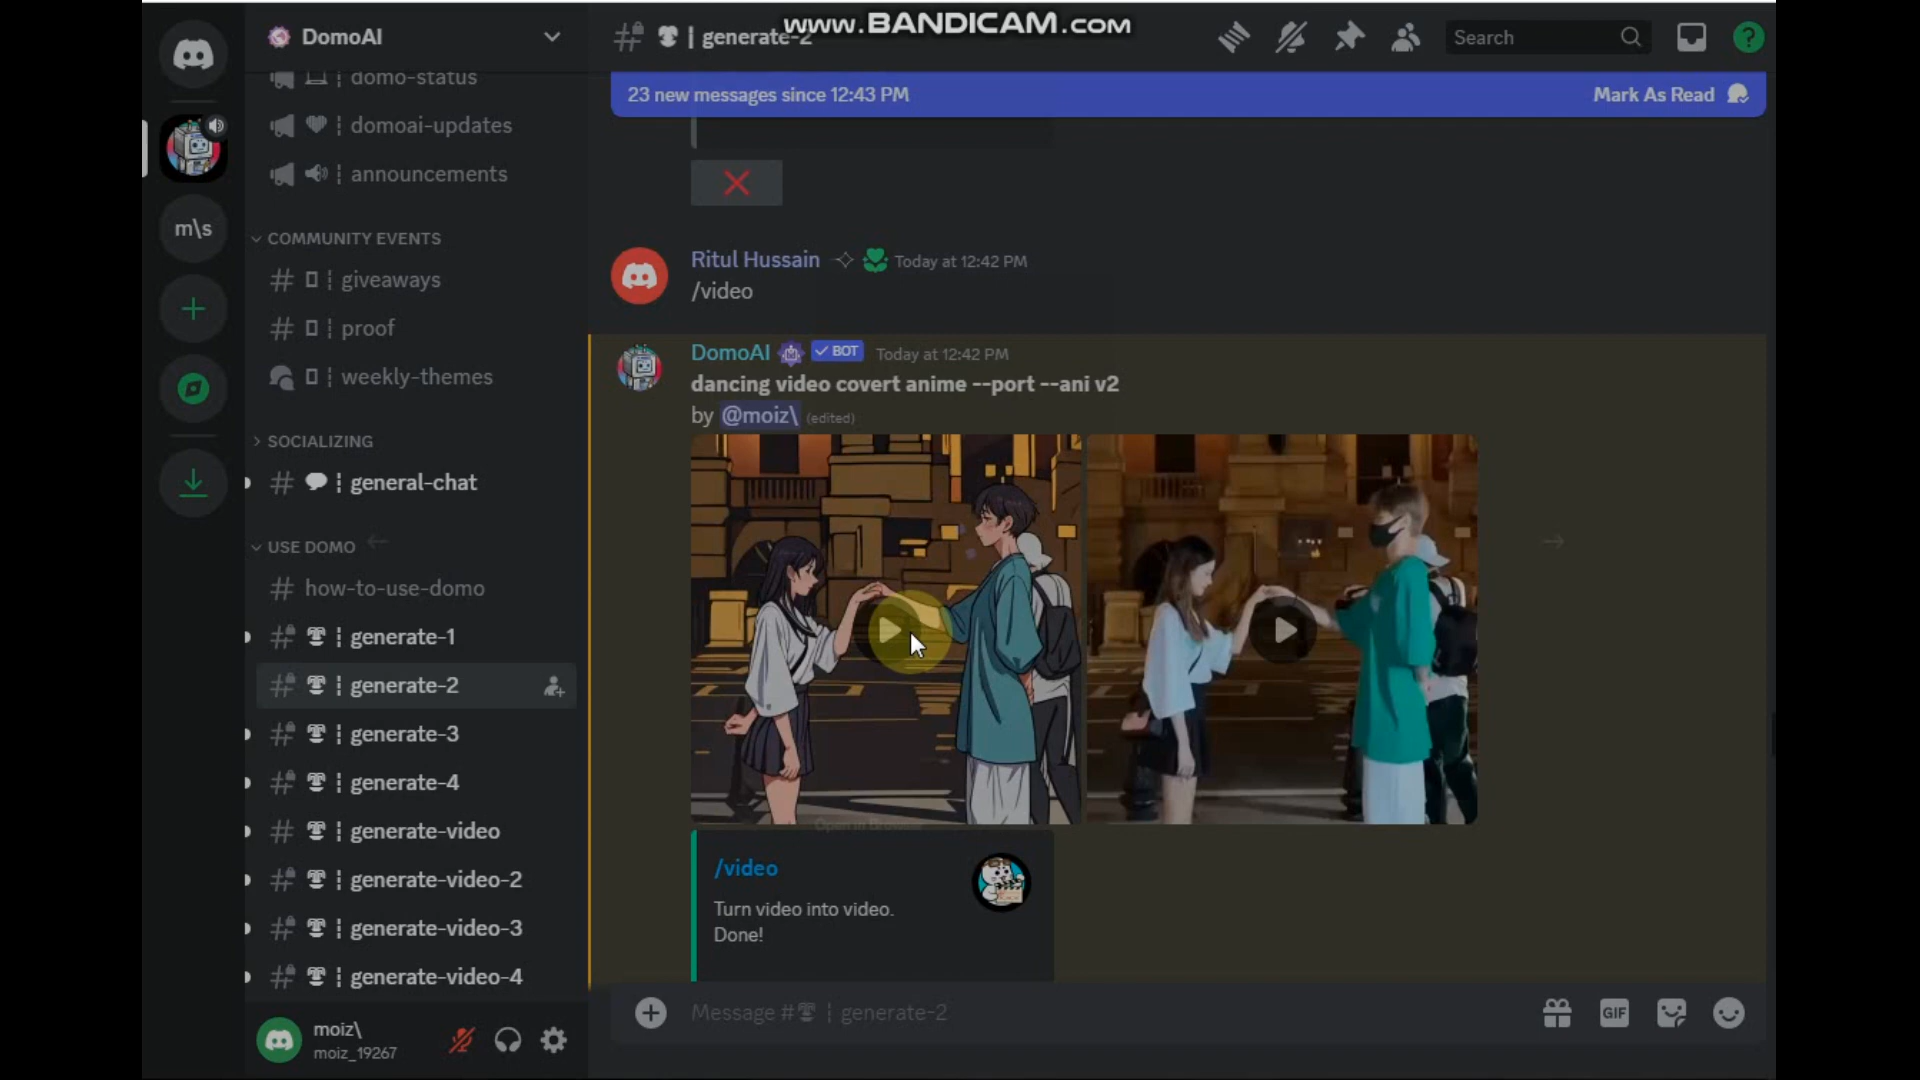 www.BANDICAM.com
DomoAI
generate-2
Search
23 new messages since 12:43 PM
Mark As Read
domo-status
domoai-updates
announcements
COMMUNITY EVENTS
giveaways
proof
weekly-themes
SOCIALIZING
general-chat
USE DOMO
how-to-use-domo
generate-1
generate-2
generate-3
generate-4
generate-video
generate-video-2
generate-video-3
generate-video-4
m\s
moiz\
moiz_19267
Ritul Hussain Today at 12:42 PM
/video
DomoAI BOT Today at 12:42 PM
dancing video covert anime --port --ani v2
by @moiz\ (edited)
Open in Browser
/video
Turn video into video.
Done!
Message # generate-2
GIF